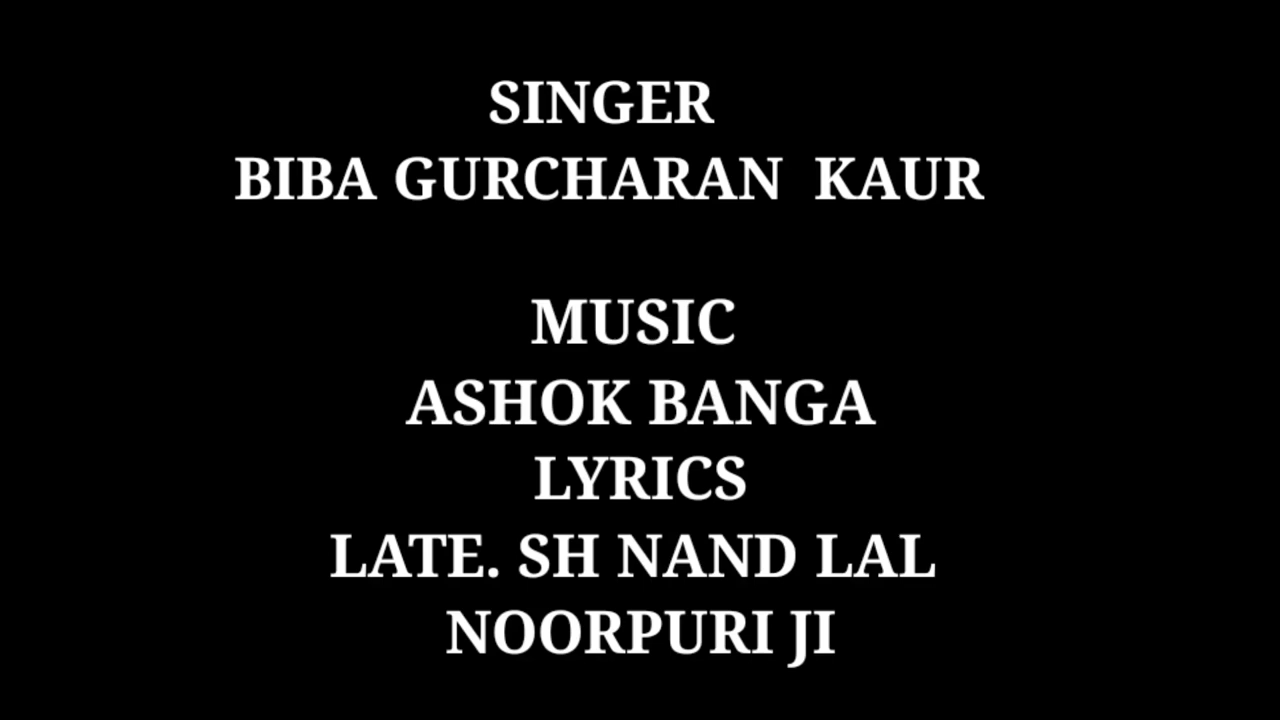 SINGER
BIBA GURCHARAN KAUR
MUSIC
ASHOK BANGA
LYRICS
LATE. SH NAND LAL
NOORPURI JI